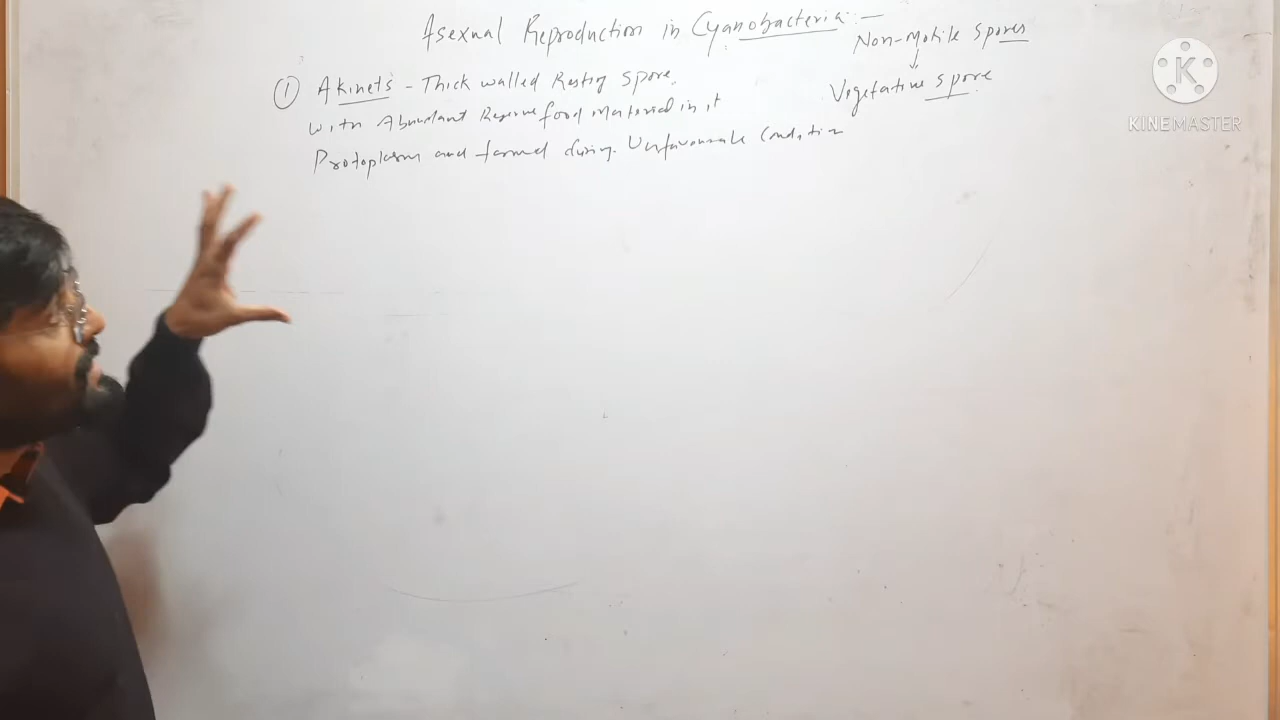 Asexual Reproduction in Cyanobacteria :-
Non-Motile Spores
↓
Vegetative spore
① Akinets - Thick walled Resting Spore.
with Abundant Reserve food Material in it
Protoplasm and formed during Unfavourable Condition
K
KINEMASTER